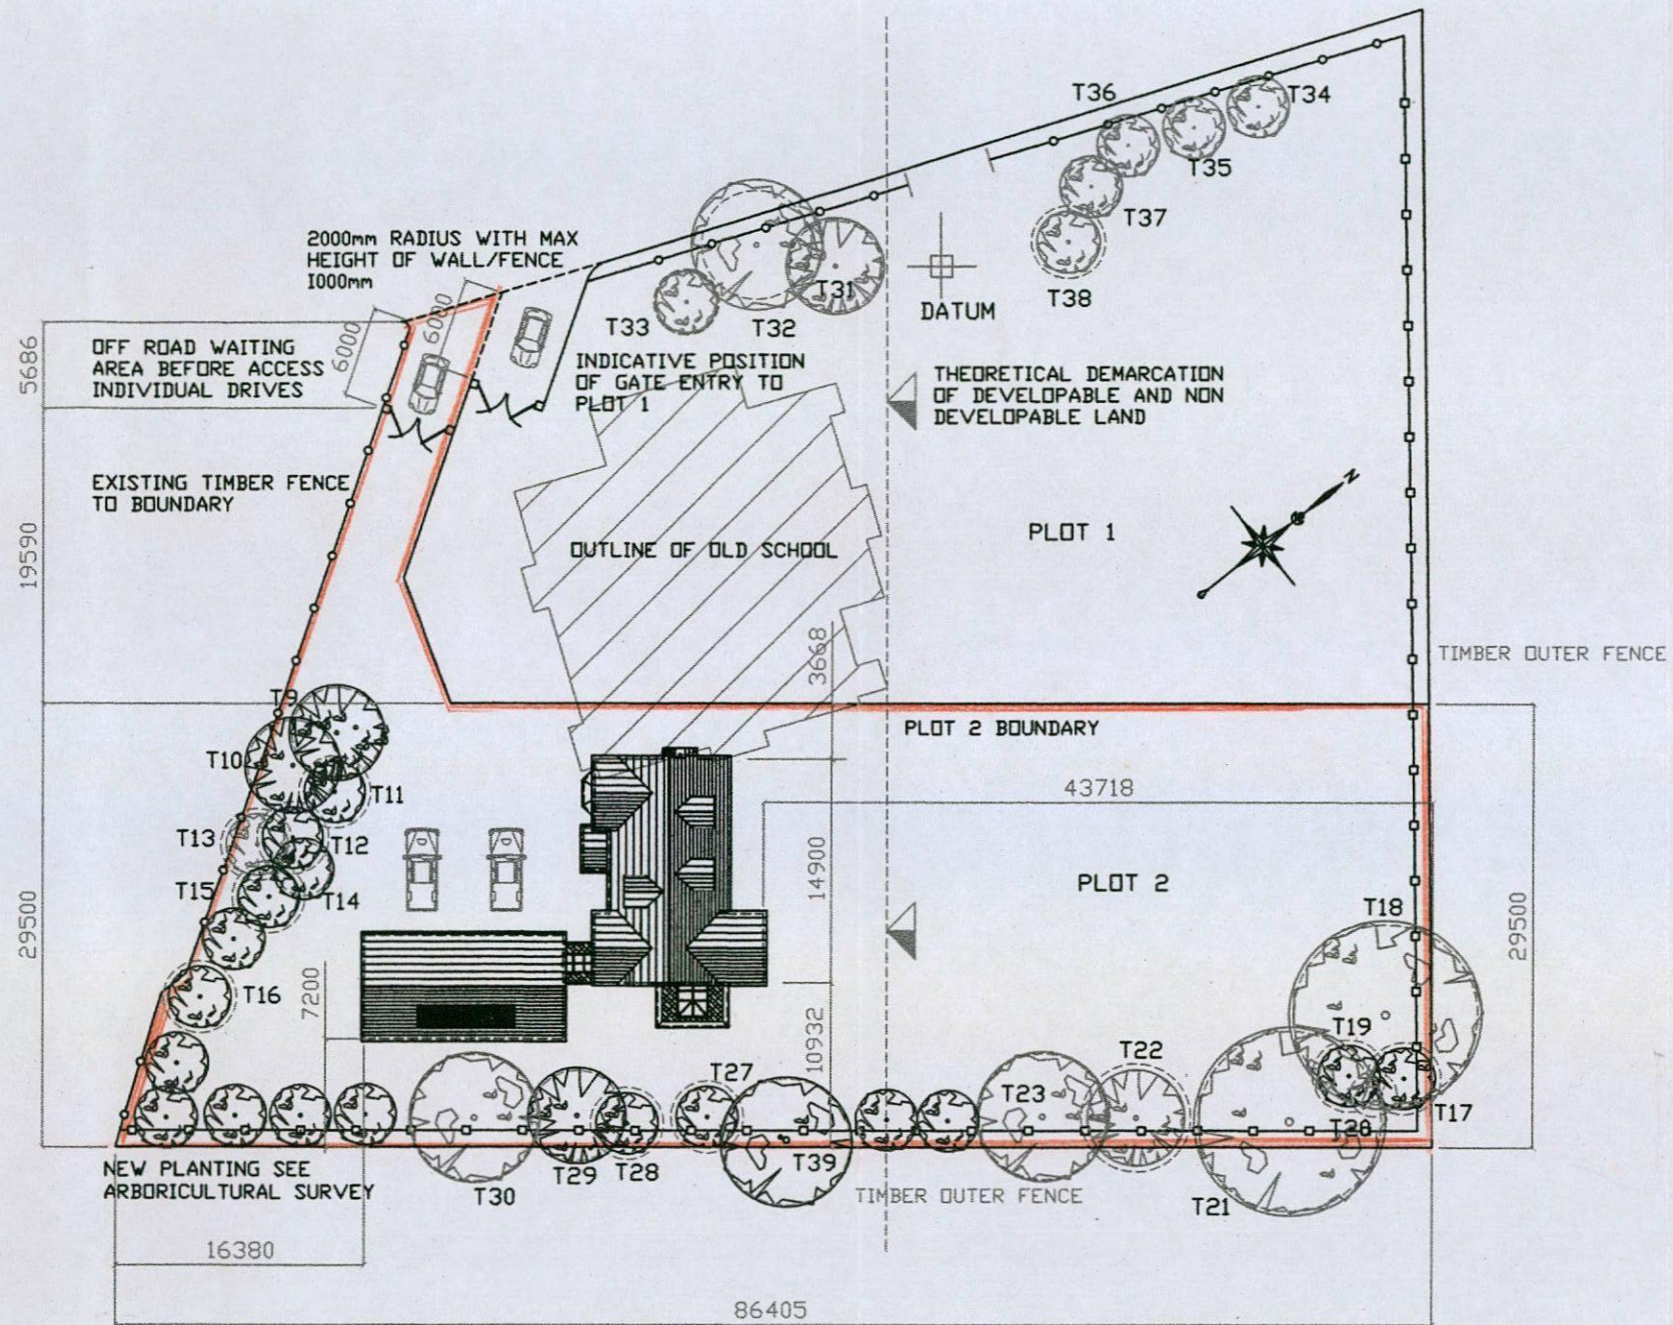 T36
T34
T35
T37
T38
2000mm RADIUS WITH MAX
HEIGHT OF WALL/FENCE
1000mm
6000
6000
T31
T33
T32
DATUM
5686
OFF ROAD WAITING
AREA BEFORE ACCESS
INDIVIDUAL DRIVES
INDICATIVE POSITION
OF GATE ENTRY TO
PLOT 1
THEORETICAL DEMARCATION
OF DEVELOPABLE AND NON
DEVELOPABLE LAND
N
EXISTING TIMBER FENCE
TO BOUNDARY
19590
OUTLINE OF OLD SCHOOL
PLOT 1
3668
TIMBER OUTER FENCE
T9
PLOT 2 BOUNDARY
T10
T11
43718
T13
T12
14900
T15
T14
PLOT 2
T18
29500
29500
T16
7200
10932
T19
T22
T27
T23
T17
T20
NEW PLANTING SEE
ARBORICULTURAL SURVEY
T29
T28
T39
T30
TIMBER OUTER FENCE
T21
16380
86405